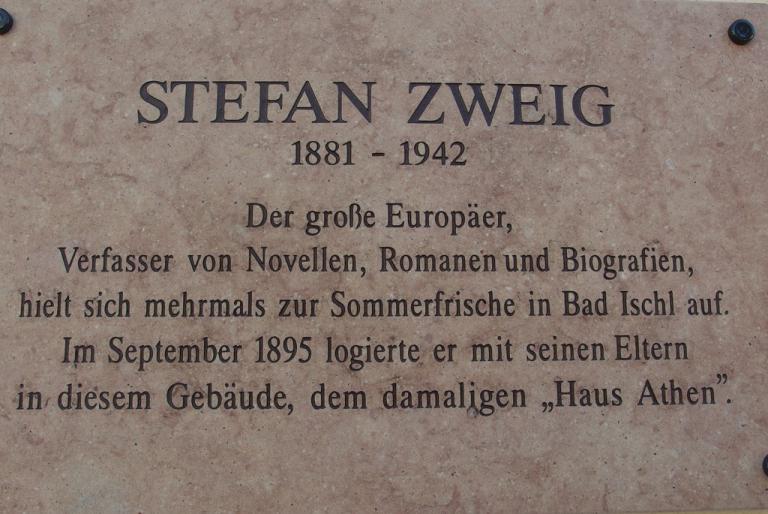 STEFAN ZWEIG
1881 - 1942
Der große Europäer,
Verfasser von Novellen, Romanen und Biografien,
hielt sich mehrmals zur Sommerfrische in Bad Ischl auf.
Im September 1895 logierte er mit seinen Eltern
in diesem Gebäude, dem damaligen „Haus Athen”.